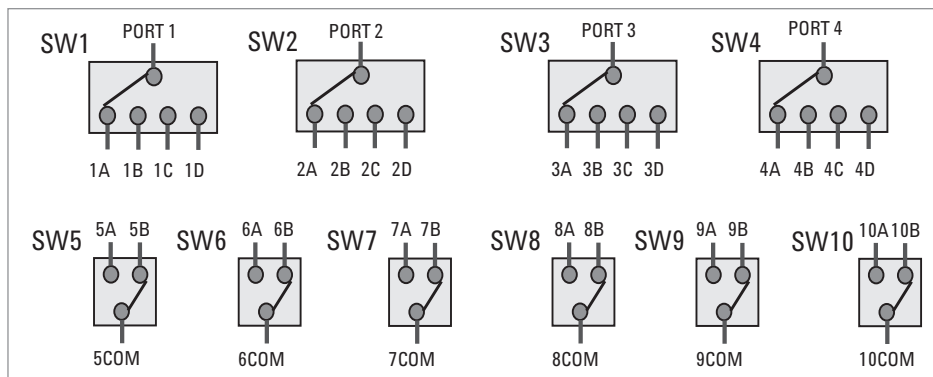 SW1 PORT 1 SW2 PORT 2 SW3 PORT 3 SW4 PORT 4
1A 1B 1C 1D 2A 2B 2C 2D 3A 3B 3C 3D 4A 4B 4C 4D
SW5 5A 5B SW6 6A 6B SW7 7A 7B SW8 8A 8B SW9 9A 9B SW10 10A 10B
5COM 6COM 7COM 8COM 9COM 10COM